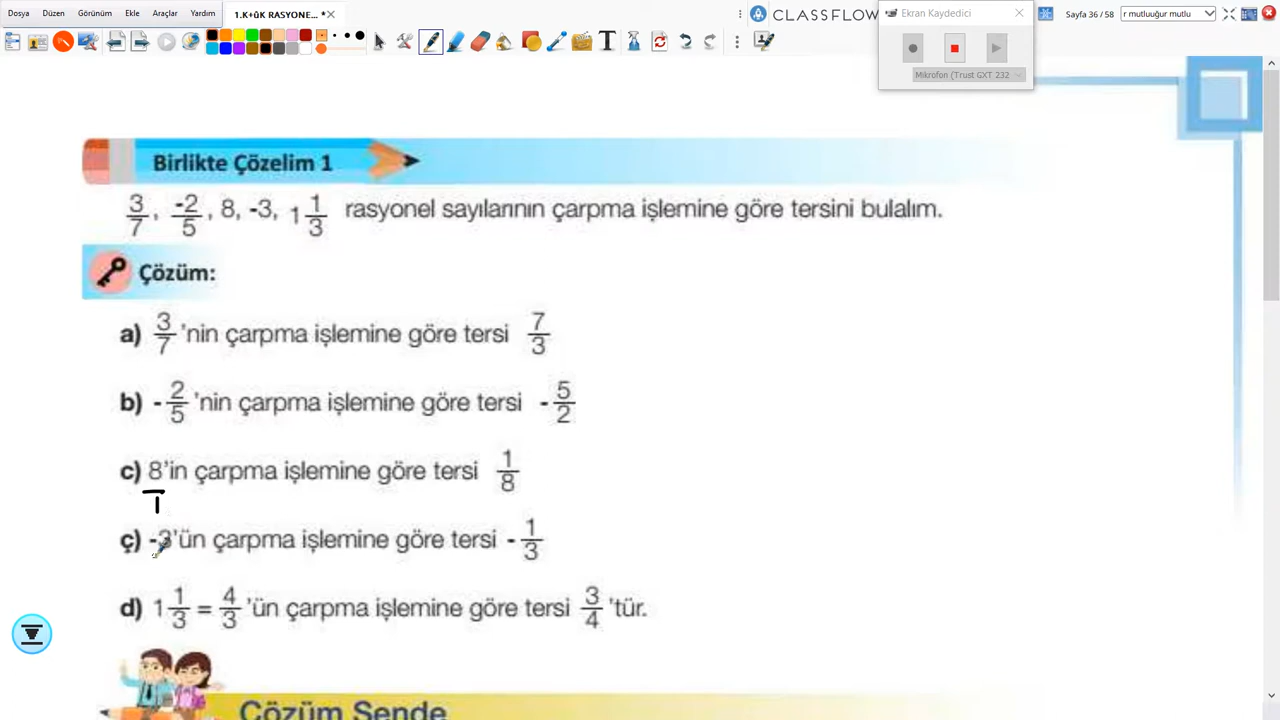 Dosya Düzen Görünüm Ekle Araçlar Yardım
1.K+ûK RASYONE... *
CLASSFLOW
Ekran Kaydedici
Mikrofon (Trust GXT 232
Sayfa 36 / 58
r mutluuğur mutlu
Birlikte Çözelim 1
3/7, -2/5, 8, -3, 1 1/3 rasyonel sayılarının çarpma işlemine göre tersini bulalım.
Çözüm:
a) 3/7 'nin çarpma işlemine göre tersi 7/3
b) - 2/5 'nin çarpma işlemine göre tersi - 5/2
c) 8'in çarpma işlemine göre tersi 1/8
1
ç) -3'ün çarpma işlemine göre tersi - 1/3
d) 1 1/3 = 4/3 'ün çarpma işlemine göre tersi 3/4 'tür.
Çözüm Sende